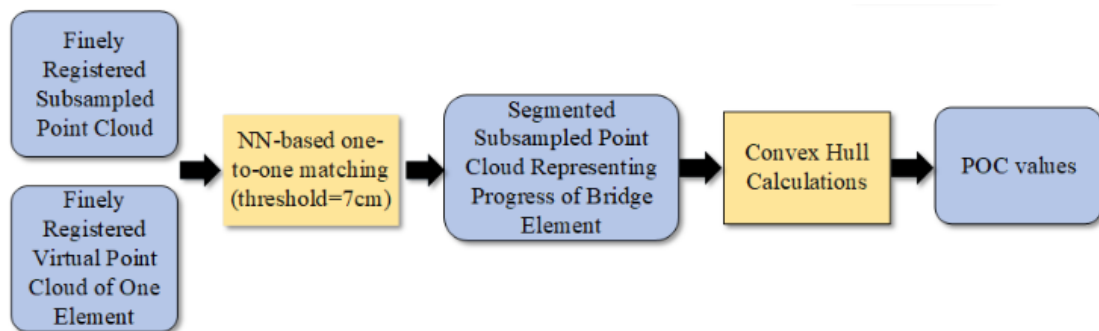 Finely
Registered
Subsampled
Point Cloud
Finely
Registered
Virtual Point
Cloud of One
Element
NN-based one-
to-one matching
(threshold=7cm)
Segmented
Subsampled Point
Cloud Representing
Progress of Bridge
Element
Convex Hull
Calculations
POC values